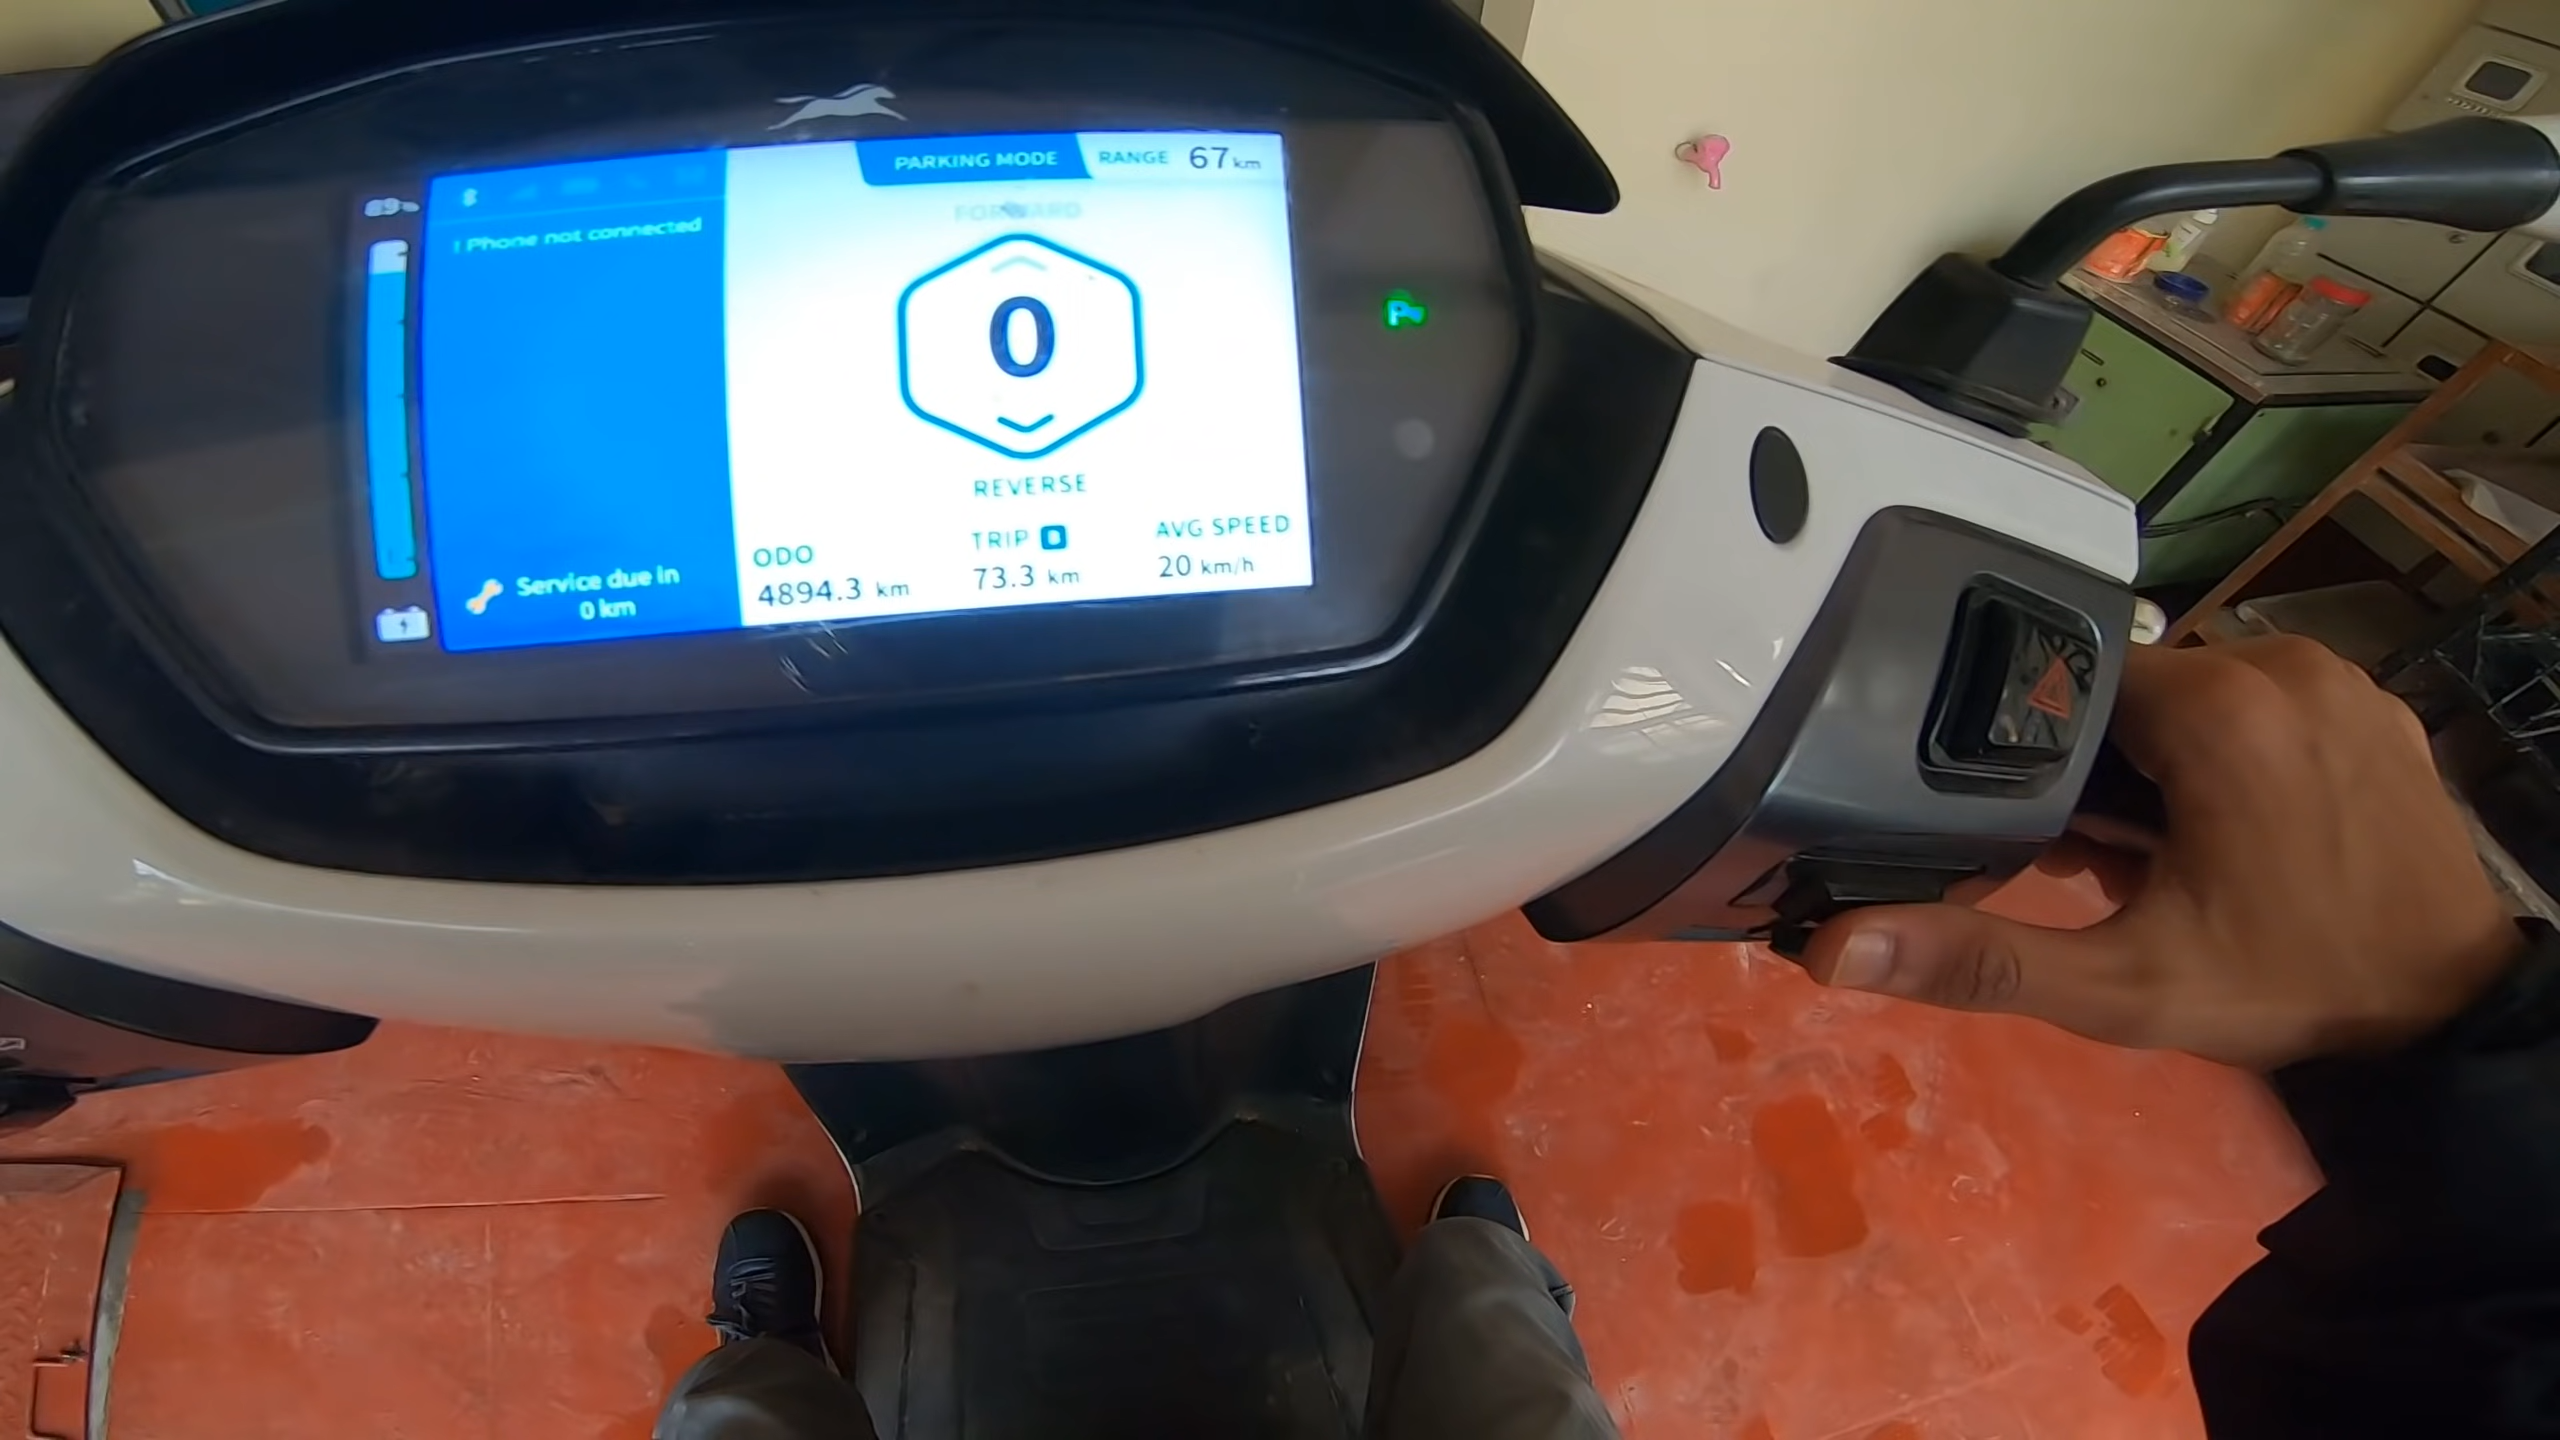 PARKING MODE
RANGE 67 km
! Phone not connected
FORWARD
0
REVERSE
ODO
4894.3 km
TRIP B
73.3 km
AVG SPEED
20 km/h
Service due in
0 km